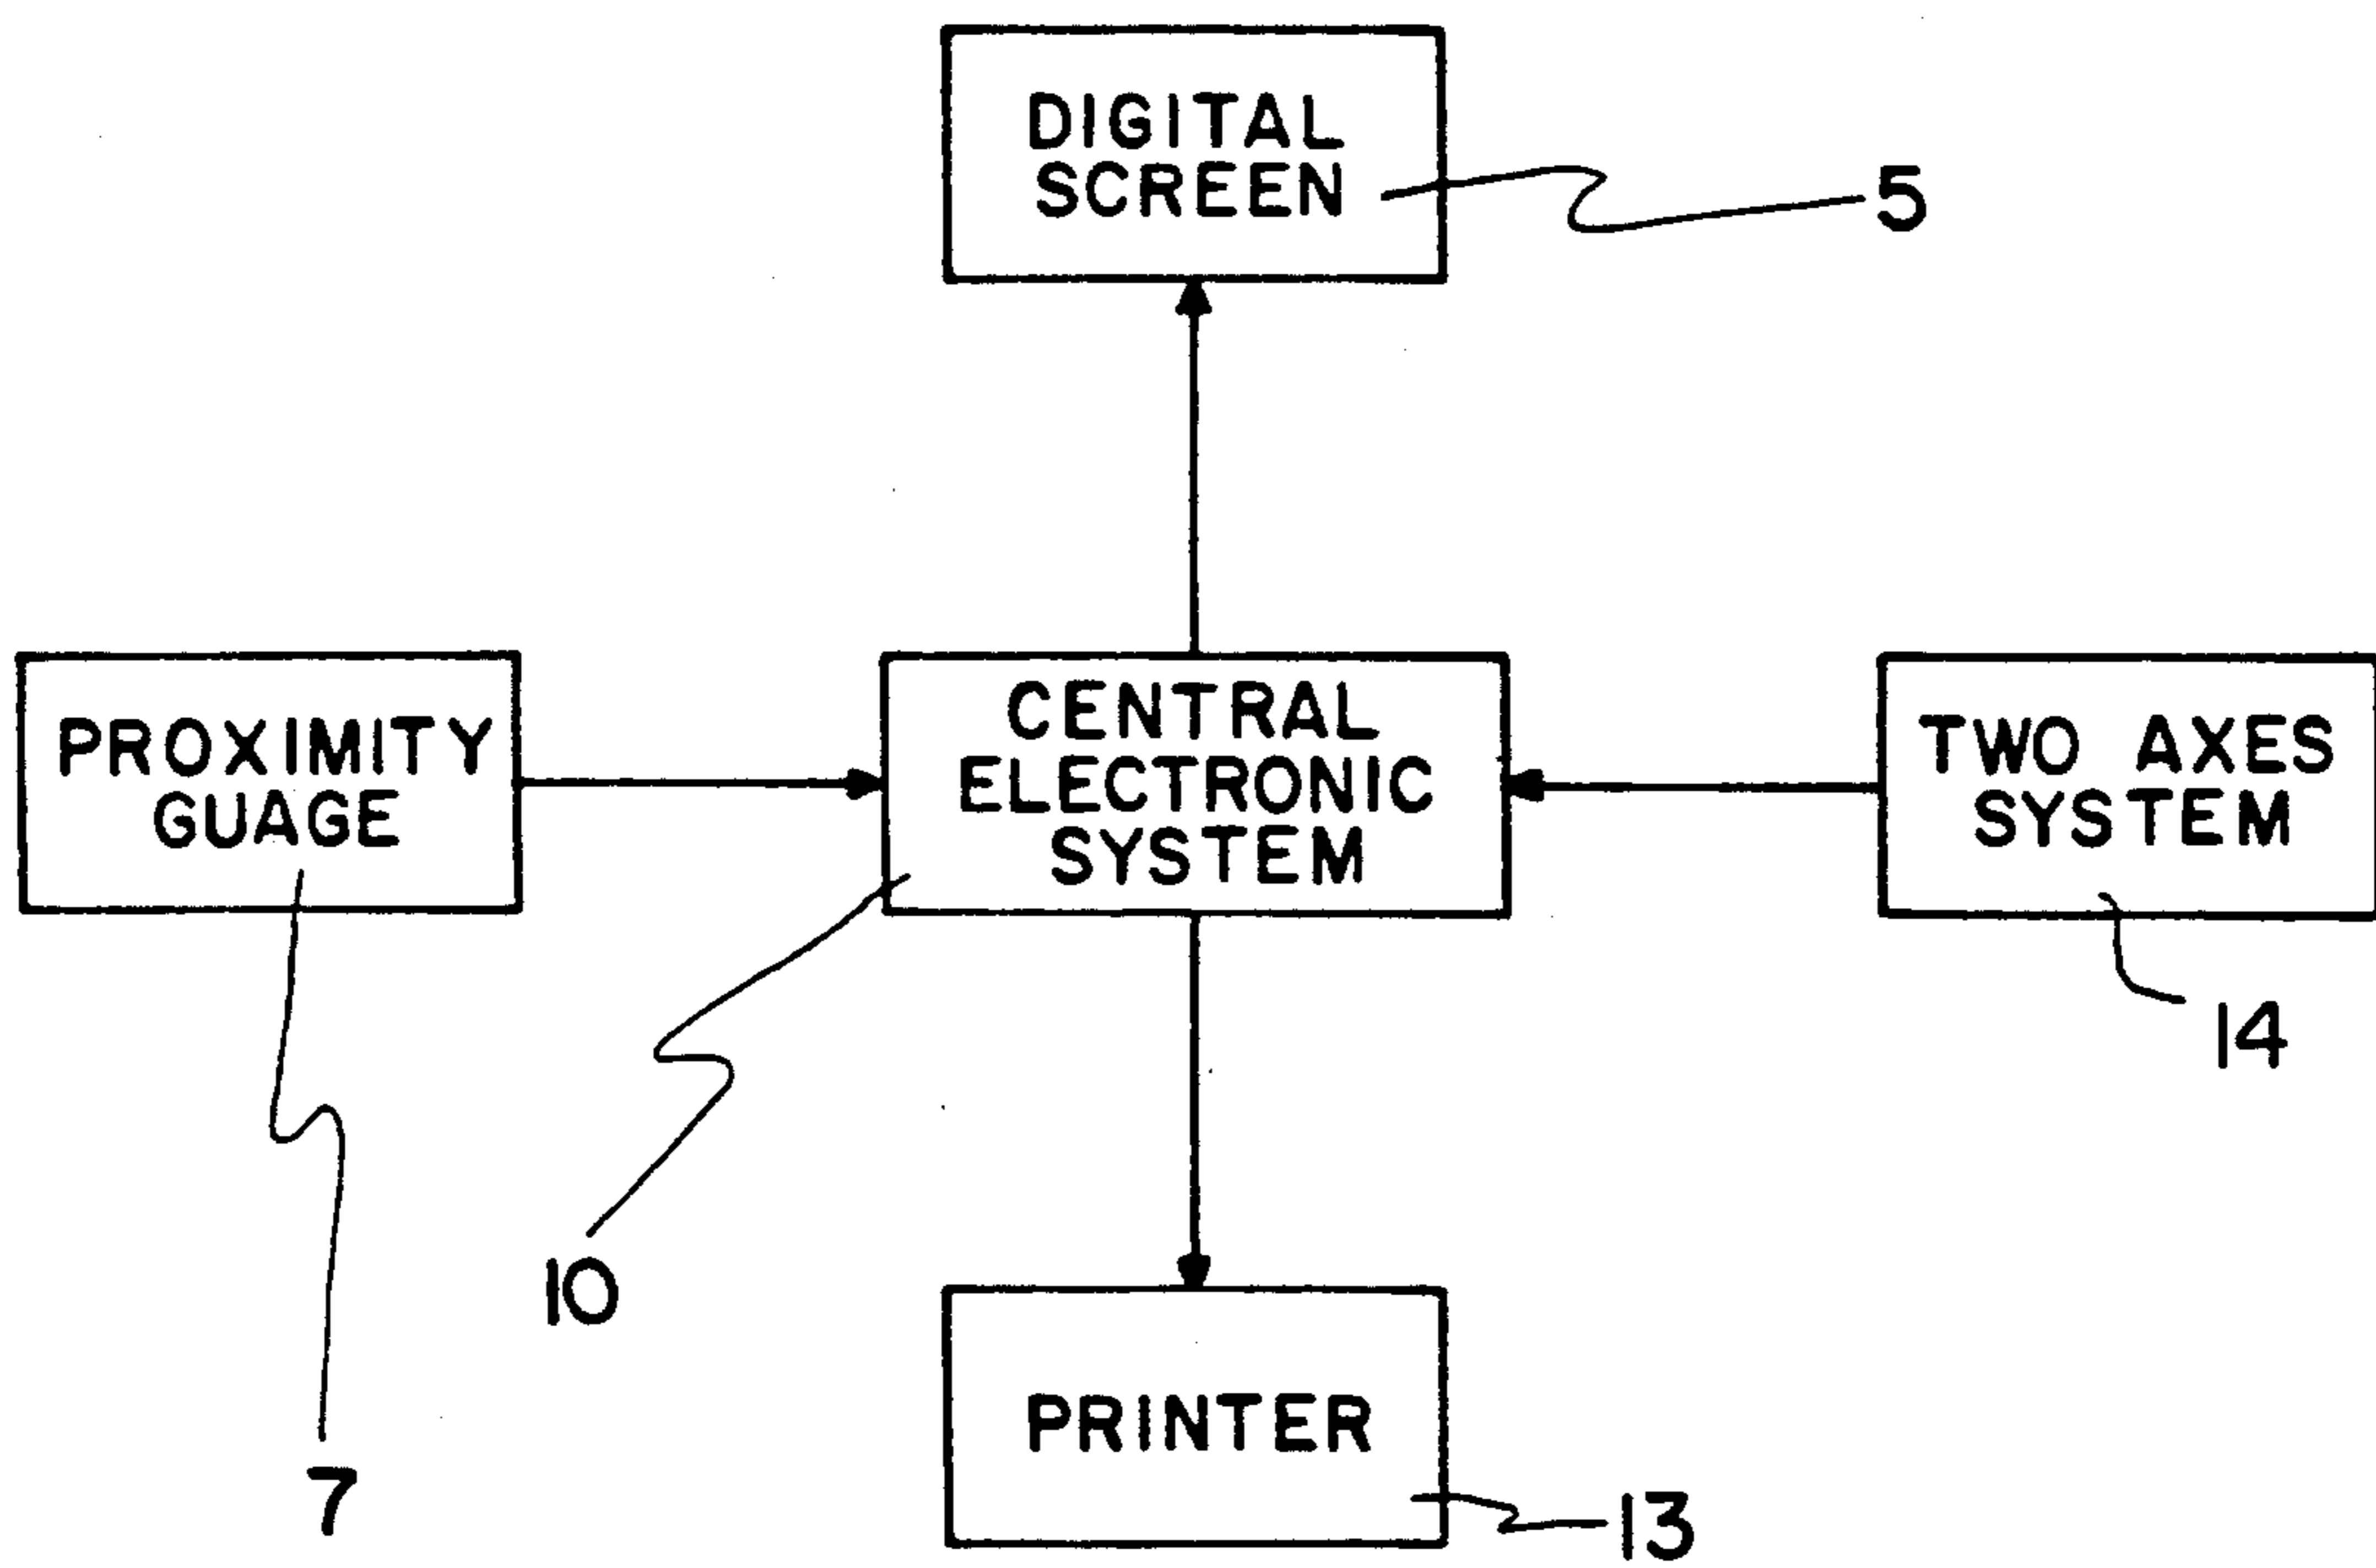 DIGITAL
SCREEN
5
PROXIMITY
GUAGE
CENTRAL
ELECTRONIC
SYSTEM
TWO AXES
SYSTEM
14
10
7
PRINTER
13